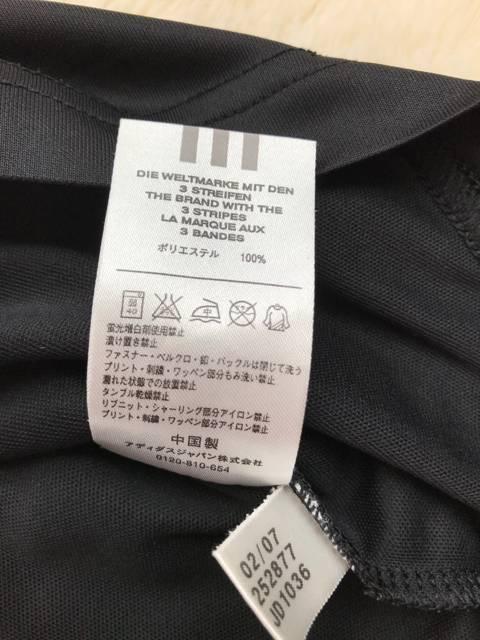 DIE WELTMARKE MIT DEN
3 STREIFEN
THE BRAND WITH THE
3 STRIPES
LA MARQUE AUX
3 BANDES
ポリエステル 100%
弱
40
中
蛍光増白剤使用禁止
漬け置き禁止
ファスナー・ベルクロ・釦・バックルは閉じて洗う
プリント・刺繍・ワッペン部分もみ洗い禁止
濡れた状態での放置禁止
タンブル乾燥禁止
リブニット・シャーリング部分アイロン禁止
プリント・刺繍・ワッペン部分アイロン禁止
中国製
アディダスジャパン株式会社
0120-810-654
02/07
252877
JD1036